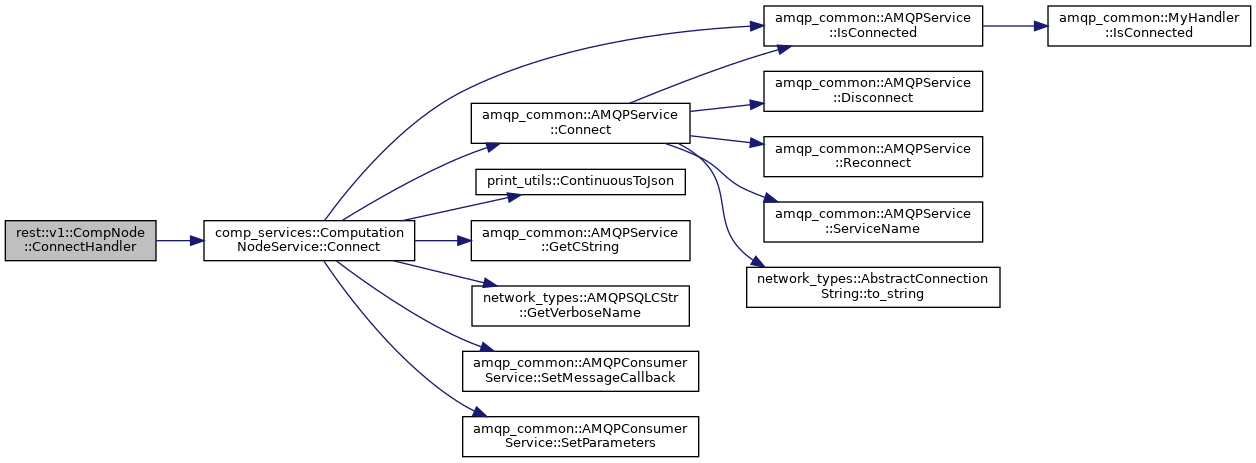 rest::v1::CompNode
::ConnectHandler
comp_services::Computation
NodeService::Connect
amqp_common::AMQPService
::IsConnected
amqp_common::MyHandler
::IsConnected
amqp_common::AMQPService
::Connect
amqp_common::AMQPService
::Disconnect
amqp_common::AMQPService
::Reconnect
amqp_common::AMQPService
::ServiceName
network_types::AbstractConnection
String::to_string
print_utils::ContinuousToJson
amqp_common::AMQPService
::GetCString
network_types::AMQPSQLCStr
::GetVerboseName
amqp_common::AMQPConsumer
Service::SetMessageCallback
amqp_common::AMQPConsumer
Service::SetParameters